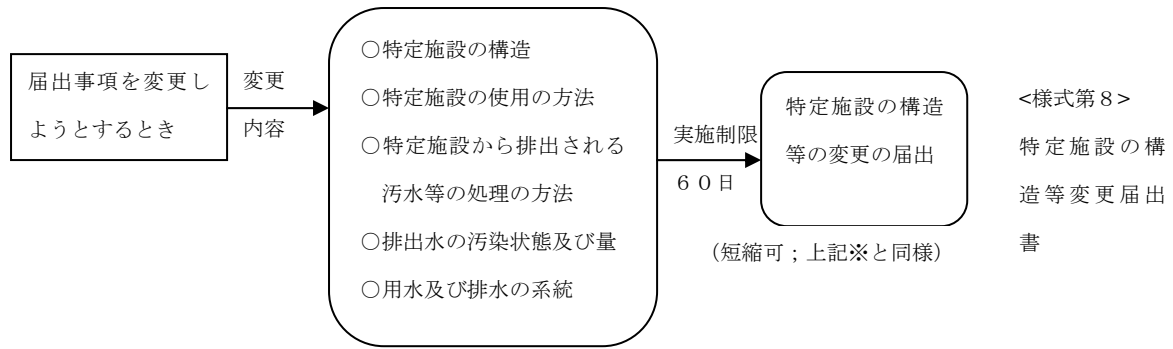 届出事項を変更し
ようとするとき
変更
内容
○特定施設の構造
○特定施設の使用の方法
○特定施設から排出される
汚水等の処理の方法
○排出水の汚染状態及び量
○用水及び排水の系統
実施制限
６０日
特定施設の構造
等の変更の届出
（短縮可；上記※と同様）
<様式第８>
特定施設の構
造等変更届出
書